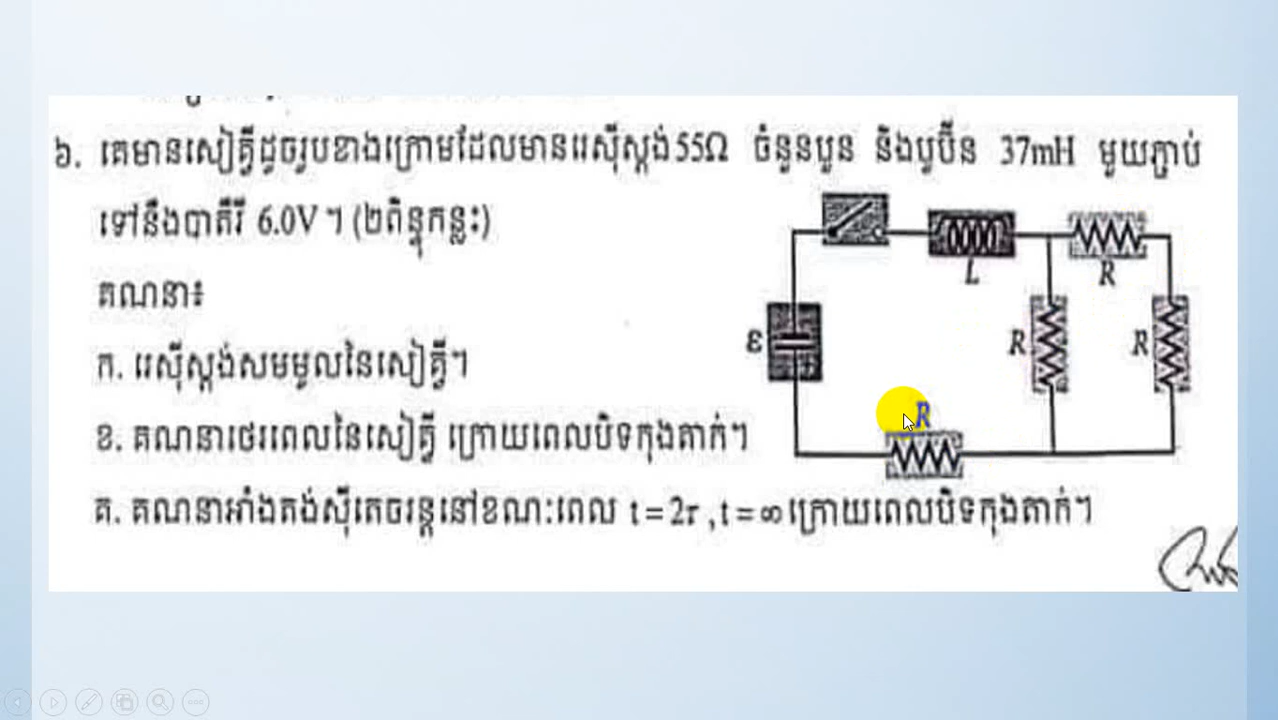 ៦. គេមានសៀគ្វីដូចរូបខាងក្រោមដែលមានរេស៊ីស្តង់55Ω ចំនួនបួន និងបូប៊ីន 37mH មួយភ្ជាប់
ទៅនឹងបាតឺរី 6.0V ។ (២ពិន្ទុកន្លះ)
គណនា៖
ក. រេស៊ីស្តង់សមមូលនៃសៀគ្វី។
ខ. គណនាថេរពេលនៃសៀគ្វី ក្រោយពេលបិទកុងតាក់។
គ. គណនាអាំងតង់ស៊ីតេចរន្តនៅខណៈពេល t = 2τ , t = ∞ ក្រោយពេលបិទកុងតាក់។
L
R
ε
R
R
R